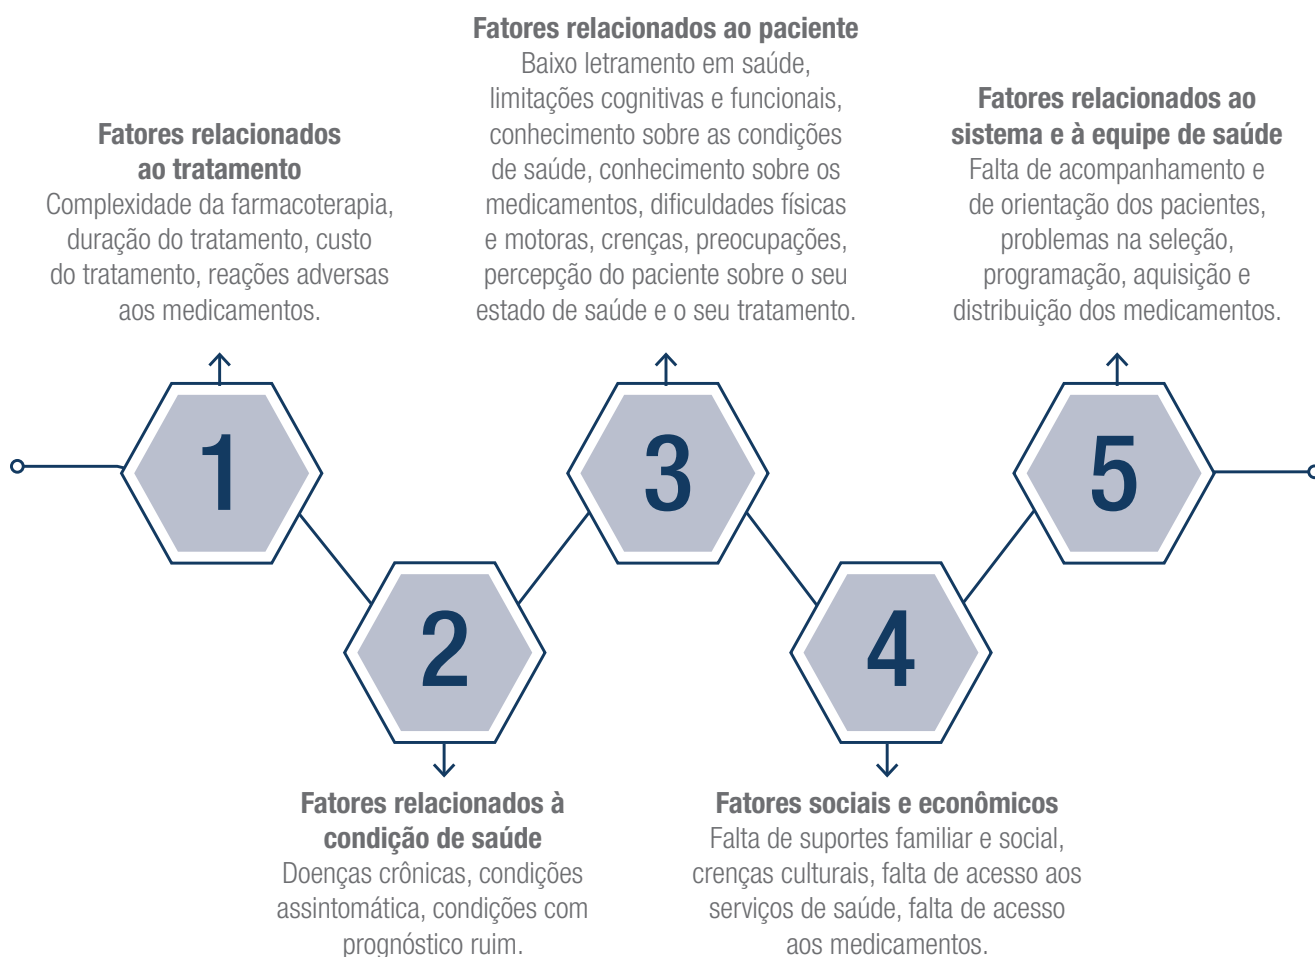 Fatores relacionados
ao tratamento
Complexidade da farmacoterapia,
duração do tratamento, custo
do tratamento, reações adversas
aos medicamentos.
1
Fatores relacionados à
condição de saúde
Doenças crônicas, condições
assintomática, condições com
prognóstico ruim.
2
Fatores relacionados ao paciente
Baixo letramento em saúde,
limitações cognitivas e funcionais,
conhecimento sobre as condições
de saúde, conhecimento sobre os
medicamentos, dificuldades físicas
e motoras, crenças, preocupações,
percepção do paciente sobre o seu
estado de saúde e o seu tratamento.
3
Fatores sociais e econômicos
Falta de suportes familiar e social,
crenças culturais, falta de acesso aos
serviços de saúde, falta de acesso
aos medicamentos.
4
Fatores relacionados ao
sistema e à equipe de saúde
Falta de acompanhamento e
de orientação dos pacientes,
problemas na seleção,
programação, aquisição e
distribuição dos medicamentos.
5